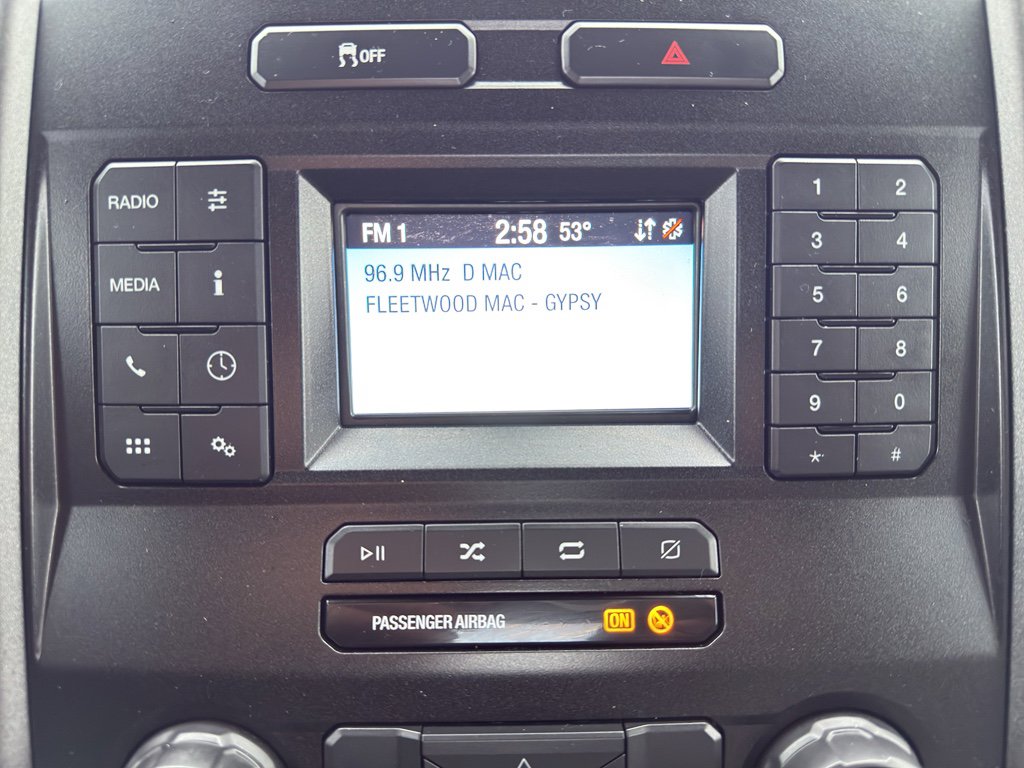 OFF
RADIO
MEDIA
FM 1 2:58 53°
96.9 MHz D MAC
FLEETWOOD MAC - GYPSY
1 2
3 4
5 6
7 8
9 0
* #
PASSENGER AIRBAG ON